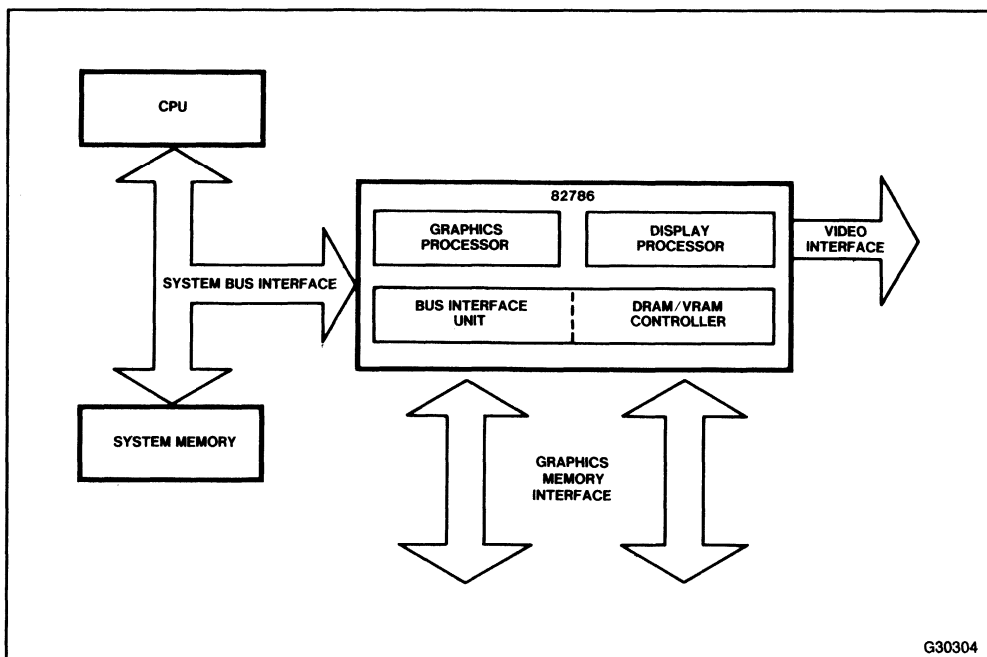 CPU
82786
GRAPHICS
PROCESSOR
DISPLAY
PROCESSOR
VIDEO
INTERFACE
SYSTEM BUS INTERFACE
BUS INTERFACE
UNIT
DRAM/VRAM
CONTROLLER
SYSTEM MEMORY
GRAPHICS
MEMORY
INTERFACE
G30304